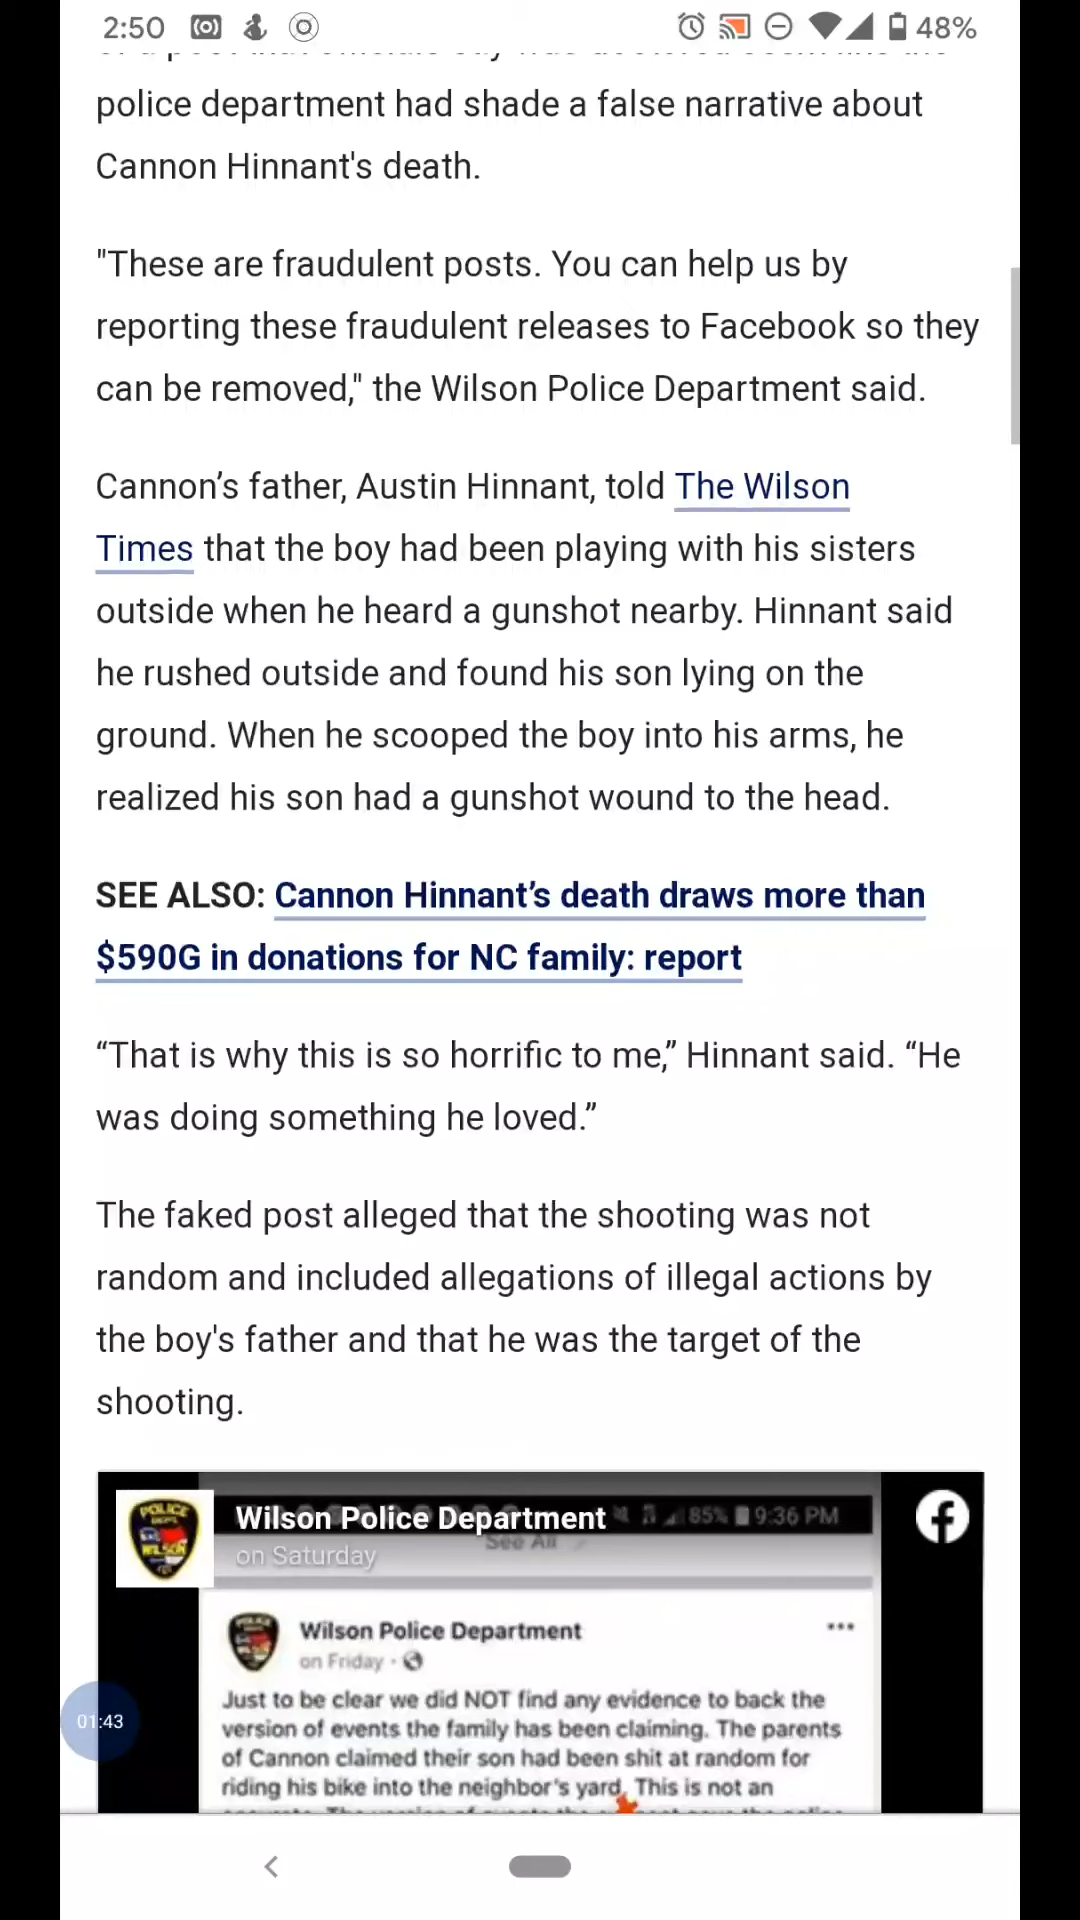 2:50
48%
police department had shade a false narrative about
Cannon Hinnant's death.
"These are fraudulent posts. You can help us by
reporting these fraudulent releases to Facebook so they
can be removed," the Wilson Police Department said.
Cannon’s father, Austin Hinnant, told The Wilson
Times that the boy had been playing with his sisters
outside when he heard a gunshot nearby. Hinnant said
he rushed outside and found his son lying on the
ground. When he scooped the boy into his arms, he
realized his son had a gunshot wound to the head.
SEE ALSO: Cannon Hinnant’s death draws more than
$590G in donations for NC family: report
“That is why this is so horrific to me,” Hinnant said. “He
was doing something he loved.”
The faked post alleged that the shooting was not
random and included allegations of illegal actions by
the boy's father and that he was the target of the
shooting.
85% 9:36 PM
Wilson Police Department
See All
on Saturday
POLICE
WILSON
Wilson Police Department
on Friday
Just to be clear we did NOT find any evidence to back the
version of events the family has been claiming. The parents
of Cannon claimed their son had been shit at random for
riding his bike into the neighbor's yard. This is not an
01:43